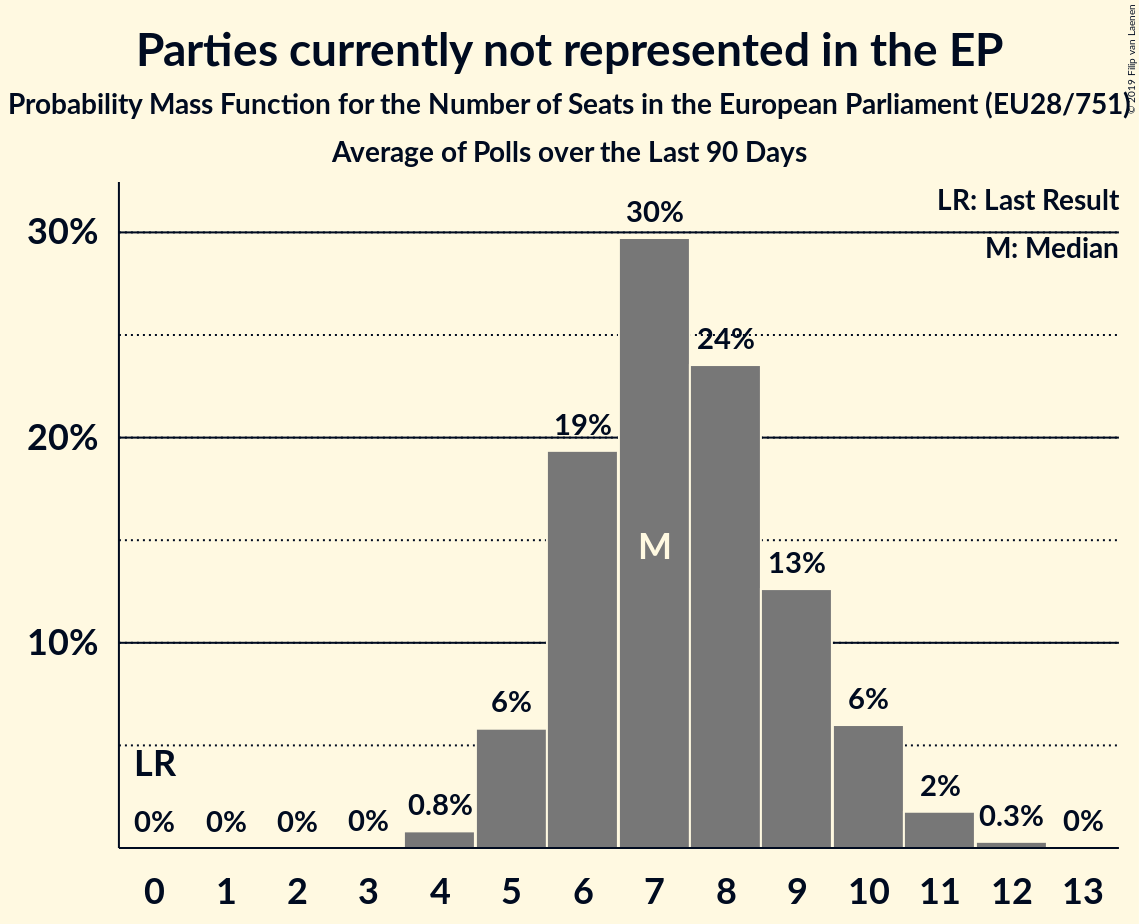 Parties currently not represented in the EP
Probability Mass Function for the Number of Seats in the European Parliament (EU28/751)
Average of Polls over the Last 90 Days
© 2019 Filip van Laenen
LR: Last Result
M: Median
30%
20%
10%
LR
0%
0%
0%
0%
0.8%
6%
19%
30%
M
24%
13%
6%
2%
0.3%
0%
0 1 2 3 4 5 6 7 8 9 10 11 12 13